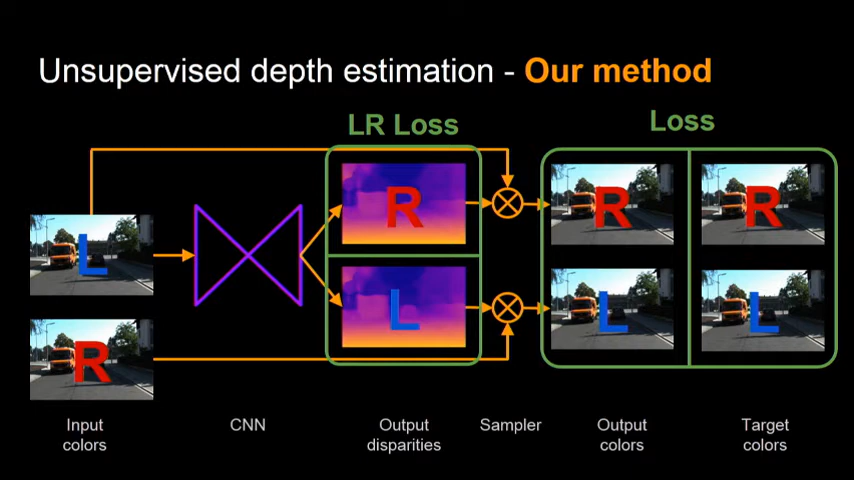 Unsupervised depth estimation - Our method
LR Loss
Loss
L
R
R
L
R
L
R
L
Input
colors
CNN
Output
disparities
Sampler
Output
colors
Target
colors